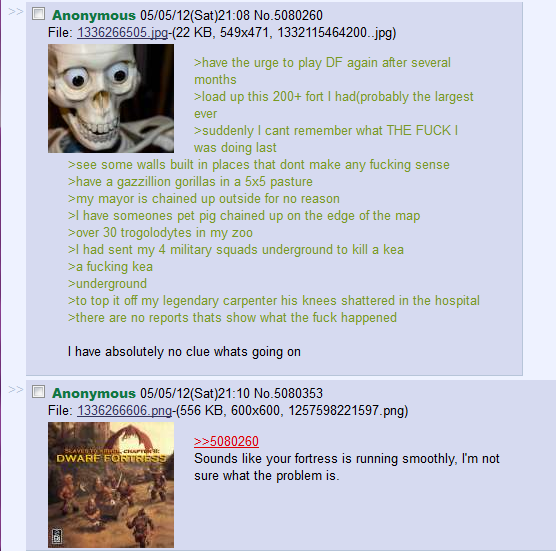 >> Anonymous 05/05/12(Sat)21:08 No.5080260
File: 1336266505.jpg-(22 KB, 549x471, 1332115464200..jpg)
>have the urge to play DF again after several
months
>load up this 200+ fort I had(probably the largest
ever
>suddenly I cant remember what THE FUCK I
was doing last
>see some walls built in places that dont make any fucking sense
>have a gazzillion gorillas in a 5x5 pasture
>my mayor is chained up outside for no reason
>I have someones pet pig chained up on the edge of the map
>over 30 trogolodytes in my zoo
>I had sent my 4 military squads underground to kill a kea
>a fucking kea
>underground
>to top it off my legendary carpenter his knees shattered in the hospital
>there are no reports thats show what the fuck happened
I have absolutely no clue whats going on
>> Anonymous 05/05/12(Sat)21:10 No.5080353
File: 1336266606.png-(556 KB, 600x600, 1257598221597.png)
SLAVES TO ARMOK, CHAPTER II:
DWARF FORTRESS
>>5080260
Sounds like your fortress is running smoothly, I'm not
sure what the problem is.